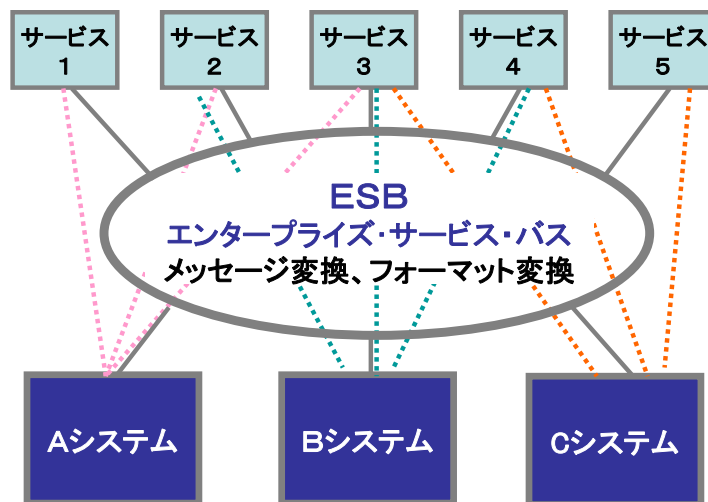 サービス
１
サービス
２
サービス
３
サービス
４
サービス
５
ESB
エンタープライズ・サービス・バス
メッセージ変換、フォーマット変換
Aシステム
Bシステム
Cシステム